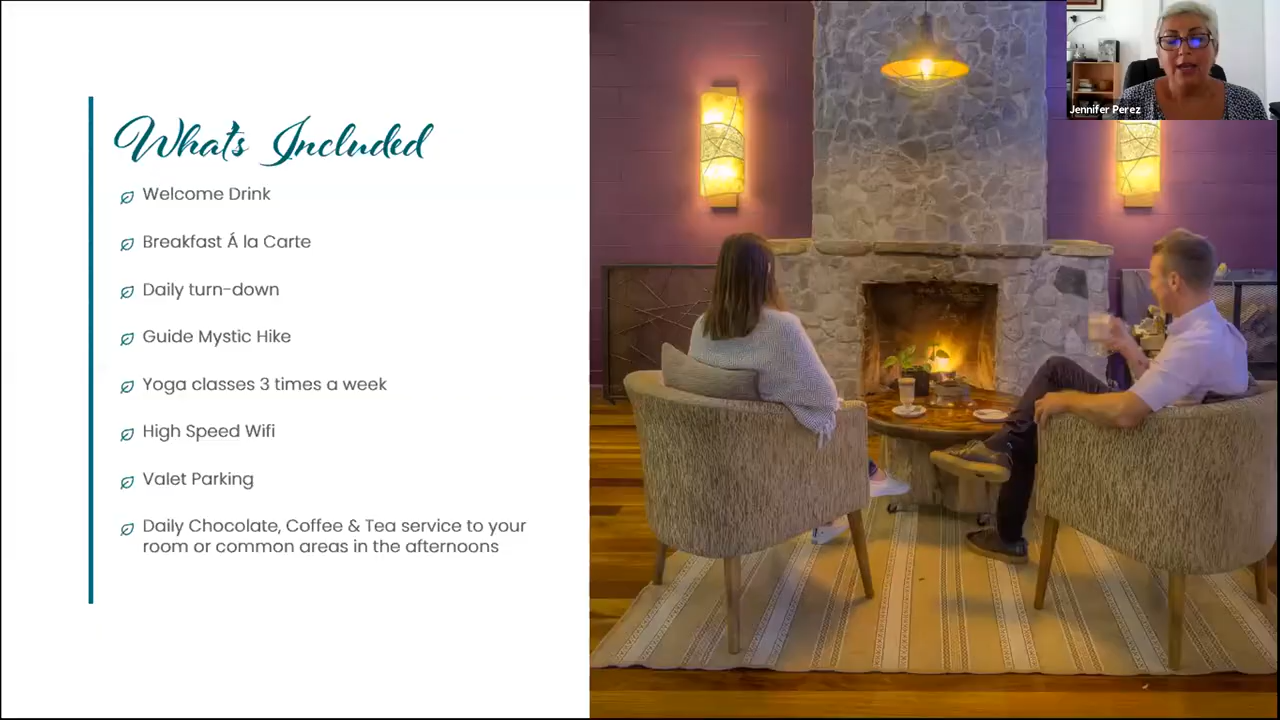 What's Included
Welcome Drink
Breakfast Á la Carte
Daily turn-down
Guide Mystic Hike
Yoga classes 3 times a week
High Speed Wifi
Valet Parking
Daily Chocolate, Coffee & Tea service to your
room or common areas in the afternoons
Jennifer Perez